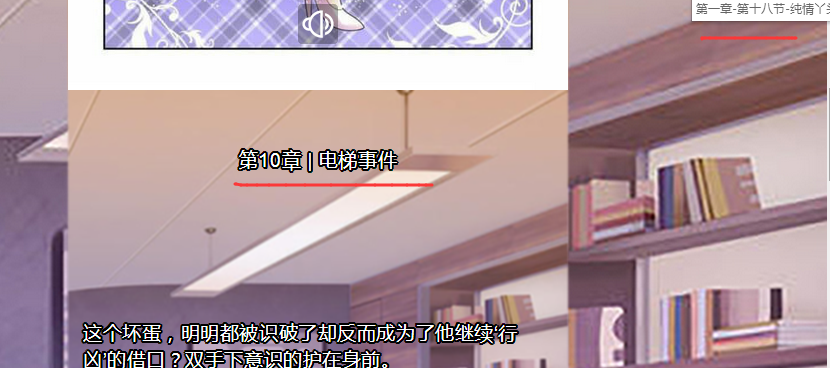 第一章-第十八节-纯情丫
第10章 | 电梯事件
这个坏蛋，明明都被识破了却反而成为了他继续‘行
凶’的借口？双手下意识的护在身前。